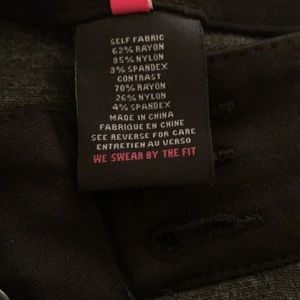 SELF FABRIC
62% RAYON
35% NYLON
3% SPANDEX
CONTRAST
70% RAYON
26% NYLON
4% SPANDEX
MADE IN CHINA
FABRIQUE EN CHINE
SEE REVERSE FOR CARE
ENTRETIEN AU VERSO
WE SWEAR BY THE FIT